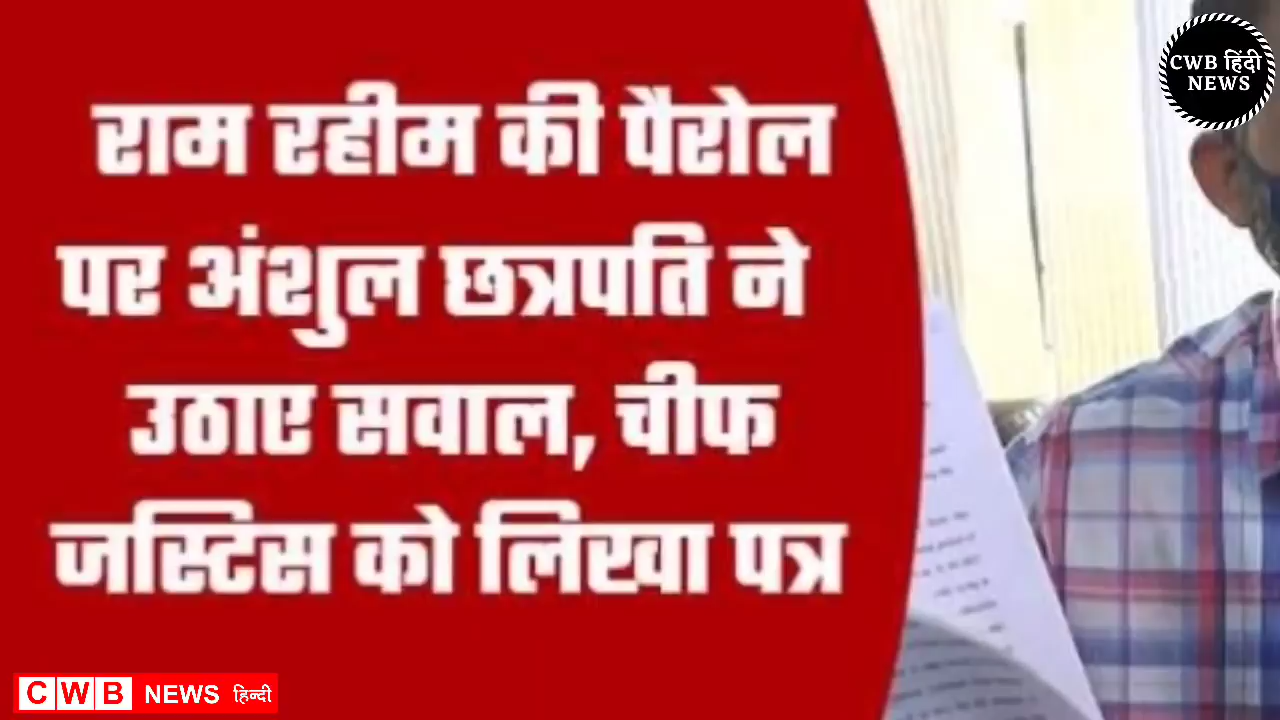 CWB हिंदी
NEWS
राम रहीम की पैरोल
पर अंशुल छत्रपति ने
उठाए सवाल, चीफ
जस्टिस को लिखा पत्र
CWB NEWS हिन्दी